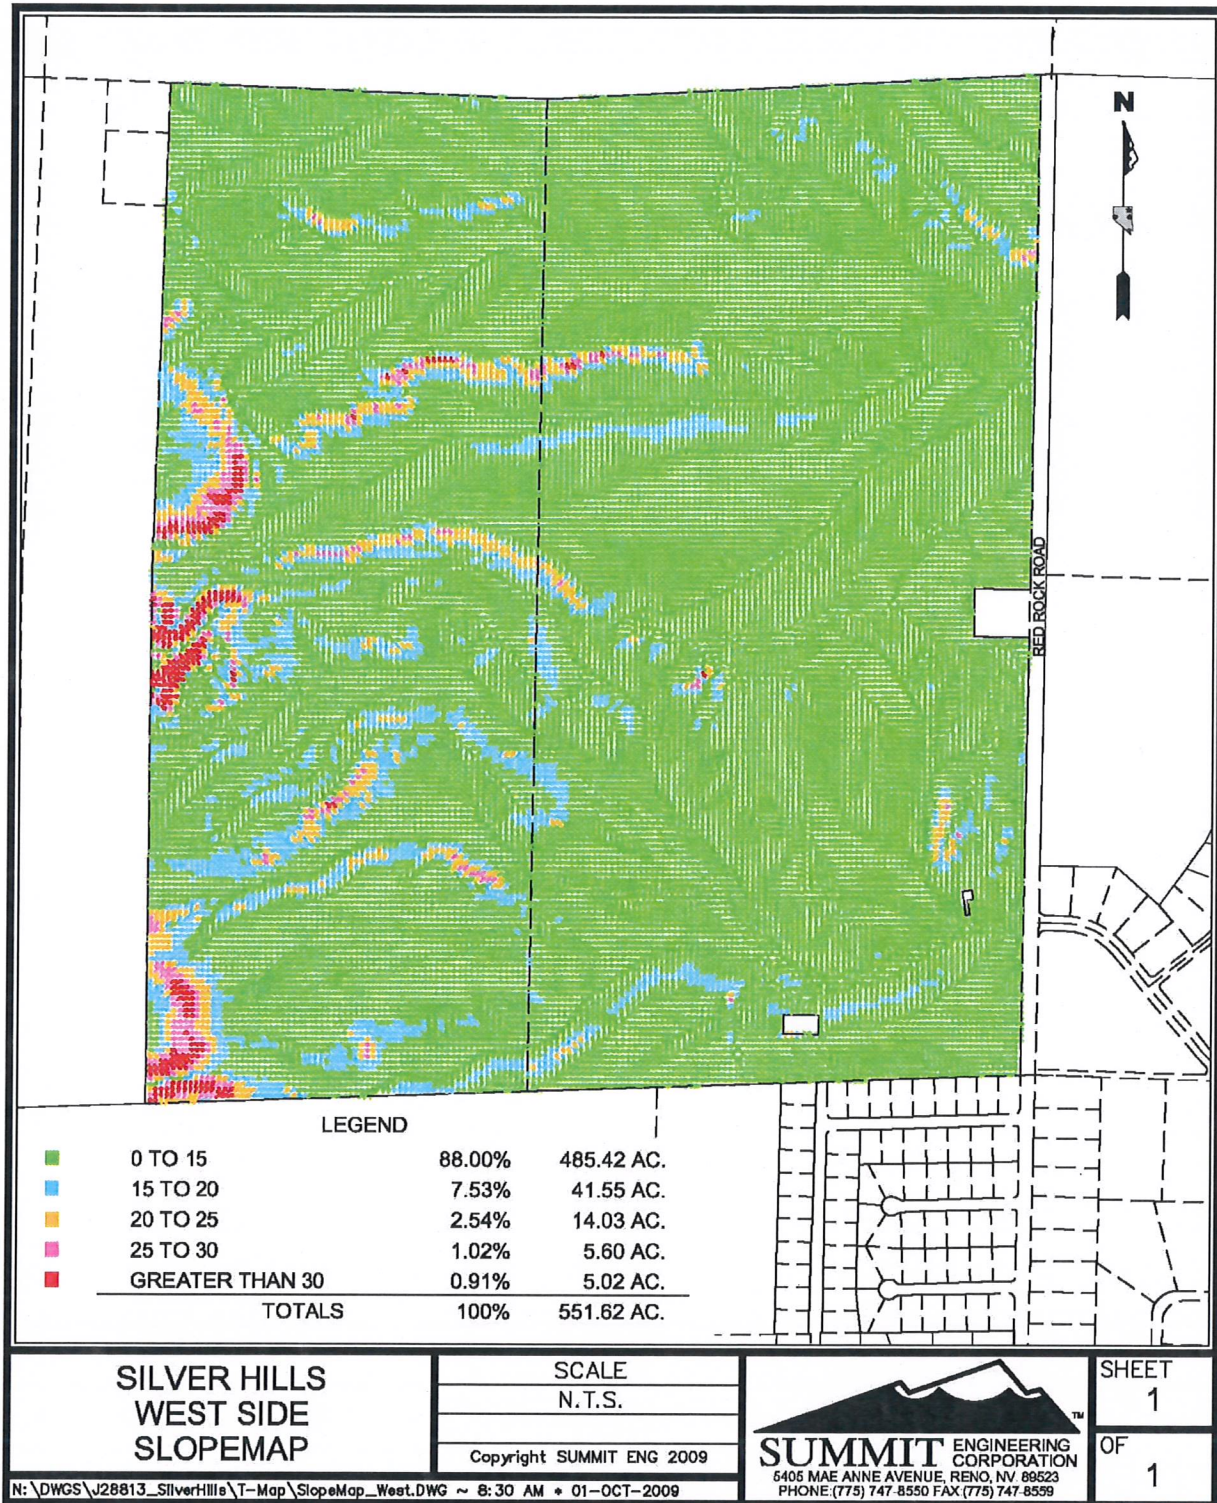 N
RED ROCK ROAD
LEGEND
0 TO 15 88.00% 485.42 AC.
15 TO 20 7.53% 41.55 AC.
20 TO 25 2.54% 14.03 AC.
25 TO 30 1.02% 5.60 AC.
GREATER THAN 30 0.91% 5.02 AC.
TOTALS 100% 551.62 AC.
SILVER HILLS
WEST SIDE
SLOPEMAP
SCALE
N.T.S.
Copyright SUMMIT ENG 2009
TM
SUMMIT ENGINEERING
CORPORATION
5405 MAE ANNE AVENUE, RENO, NV. 89523
PHONE:(775) 747-8550 FAX:(775) 747-8559
SHEET
1
OF
1
N:\DWGS\J28813_SilverHills\T-Map\SlopeMap_West.DWG ~ 8:30 AM * 01-OCT-2009